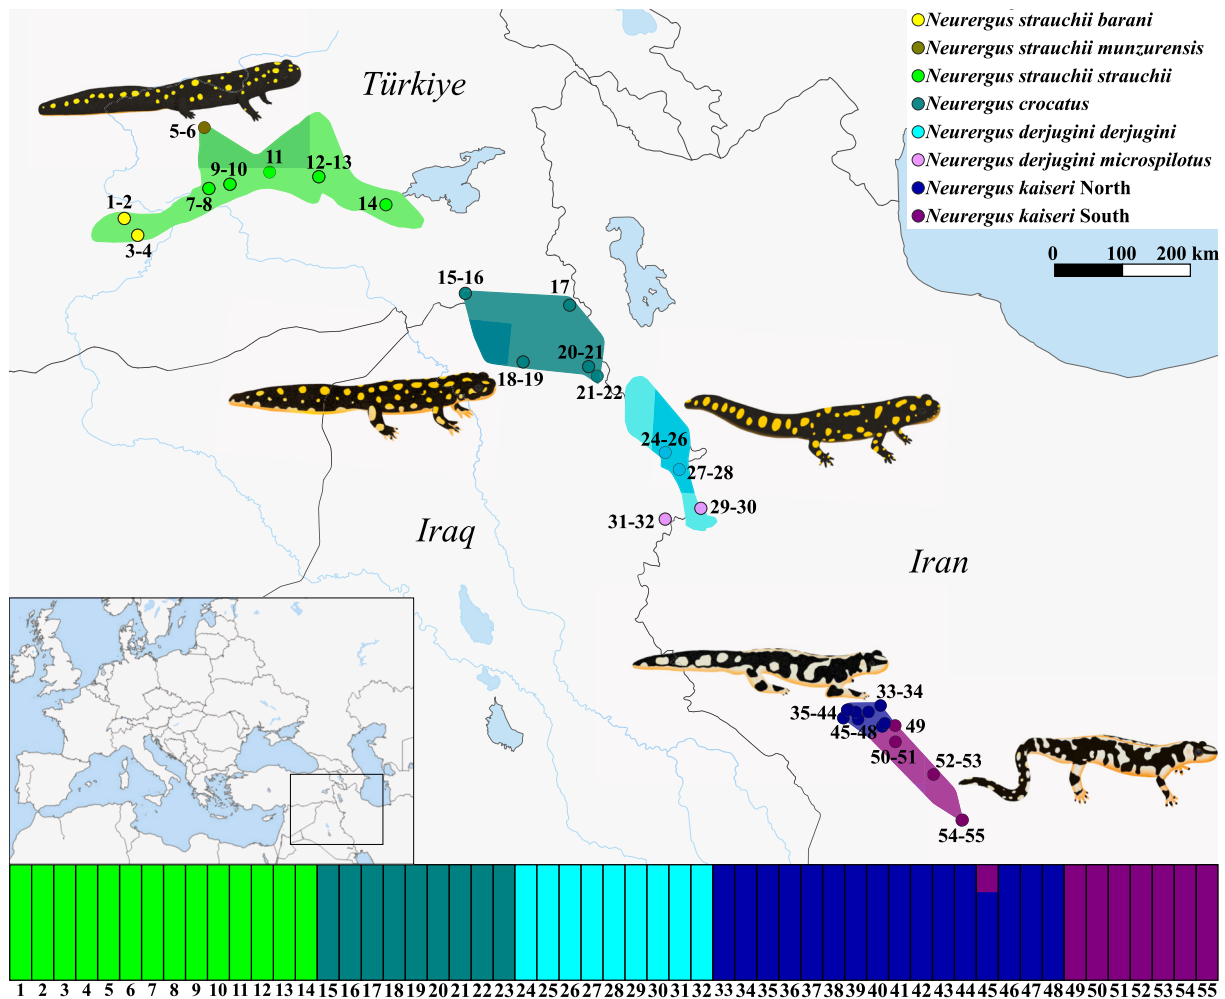 Neurergus strauchii barani
Neurergus strauchii munzurensis
Neurergus strauchii strauchii
Neurergus crocatus
Neurergus derjugini derjugini
Neurergus derjugini microspilotus
Neurergus kaiseri North
Neurergus kaiseri South
0 100 200 km
Türkiye
5-6
11
9-10
12-13
7-8
14
1-2
3-4
15-16
17
20-21
18-19
21-22
24-26
27-28
29-30
31-32
Iraq
Iran
33-34
35-44
49
45-48
50-51
52-53
54-55
1 2 3 4 5 6 7 8 9 10 11 12 13 14 15 16 17 18 19 20 21 22 23 24 25 26 27 28 29 30 31 32 33 34 35 36 37 38 39 40 41 42 43 44 45 46 47 48 49 50 51 52 53 54 55